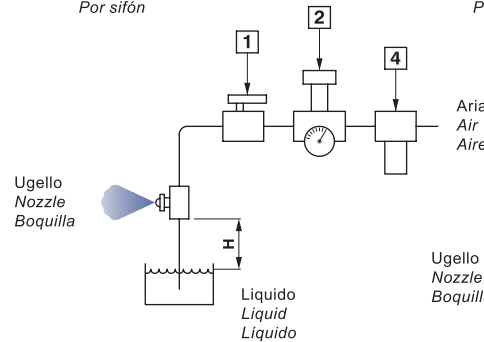 Por sifón
P
1
2
4
Aria
Air
Aire
Ugello
Nozzle
Boquilla
H
Liquido
Liquid
Líquido
Ugello
Nozzle
Boquill